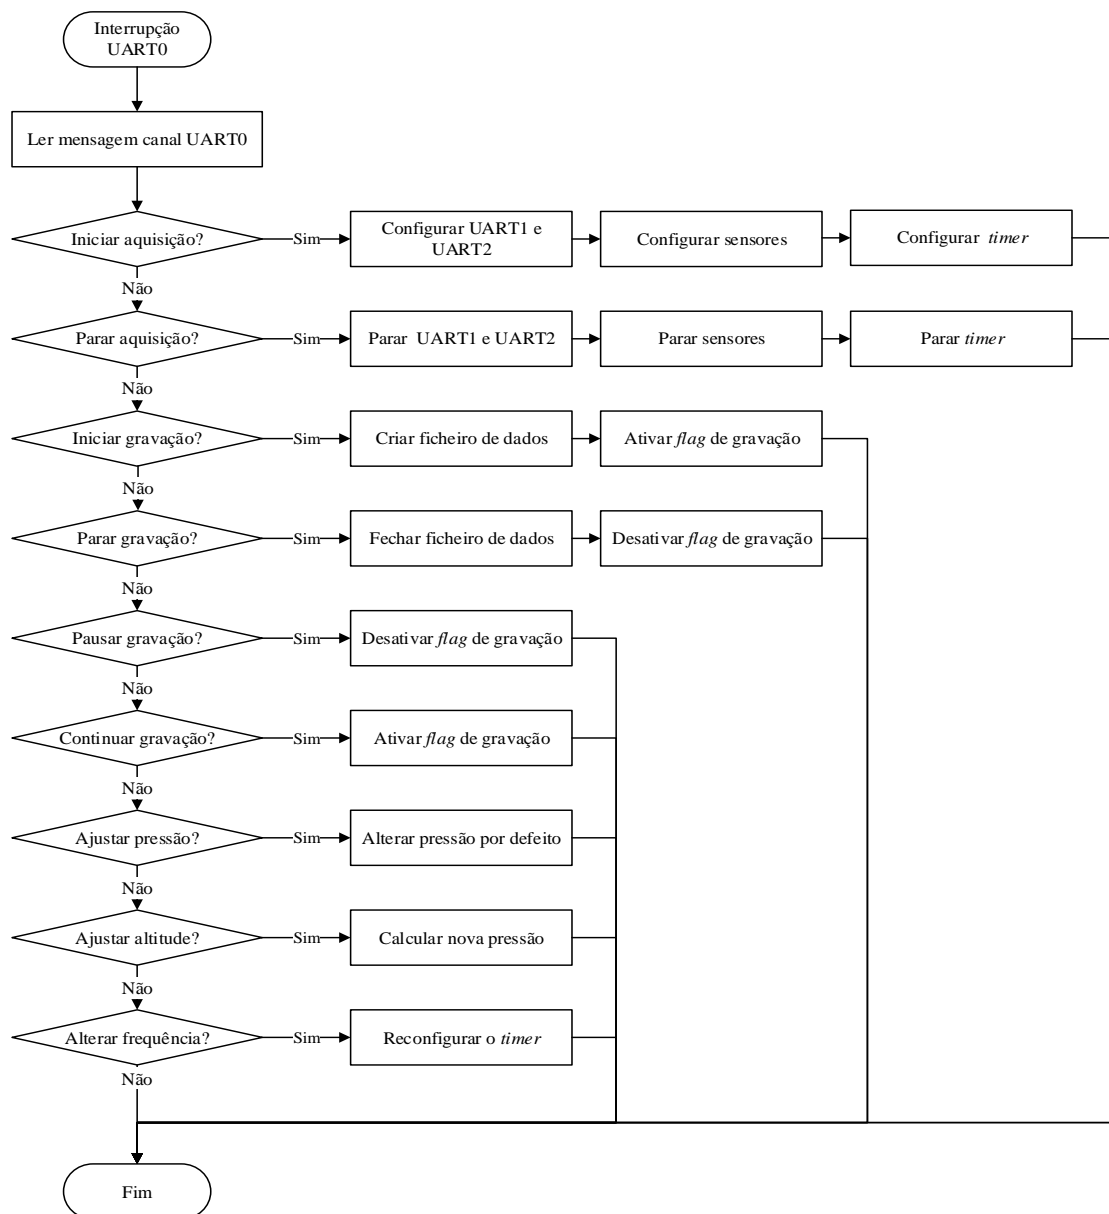 Interrupção
UART0
Ler mensagem canal UART0
Iniciar aquisição?
Sim
Configurar UART1 e
UART2
Configurar sensores
Configurar timer
Não
Parar aquisição?
Sim
Parar UART1 e UART2
Parar sensores
Parar timer
Não
Iniciar gravação?
Sim
Criar ficheiro de dados
Ativar flag de gravação
Não
Parar gravação?
Sim
Fechar ficheiro de dados
Desativar flag de gravação
Não
Pausar gravação?
Sim
Desativar flag de gravação
Não
Continuar gravação?
Sim
Ativar flag de gravação
Não
Ajustar pressão?
Sim
Alterar pressão por defeito
Não
Ajustar altitude?
Sim
Calcular nova pressão
Não
Alterar frequência?
Sim
Reconfigurar o timer
Não
Fim